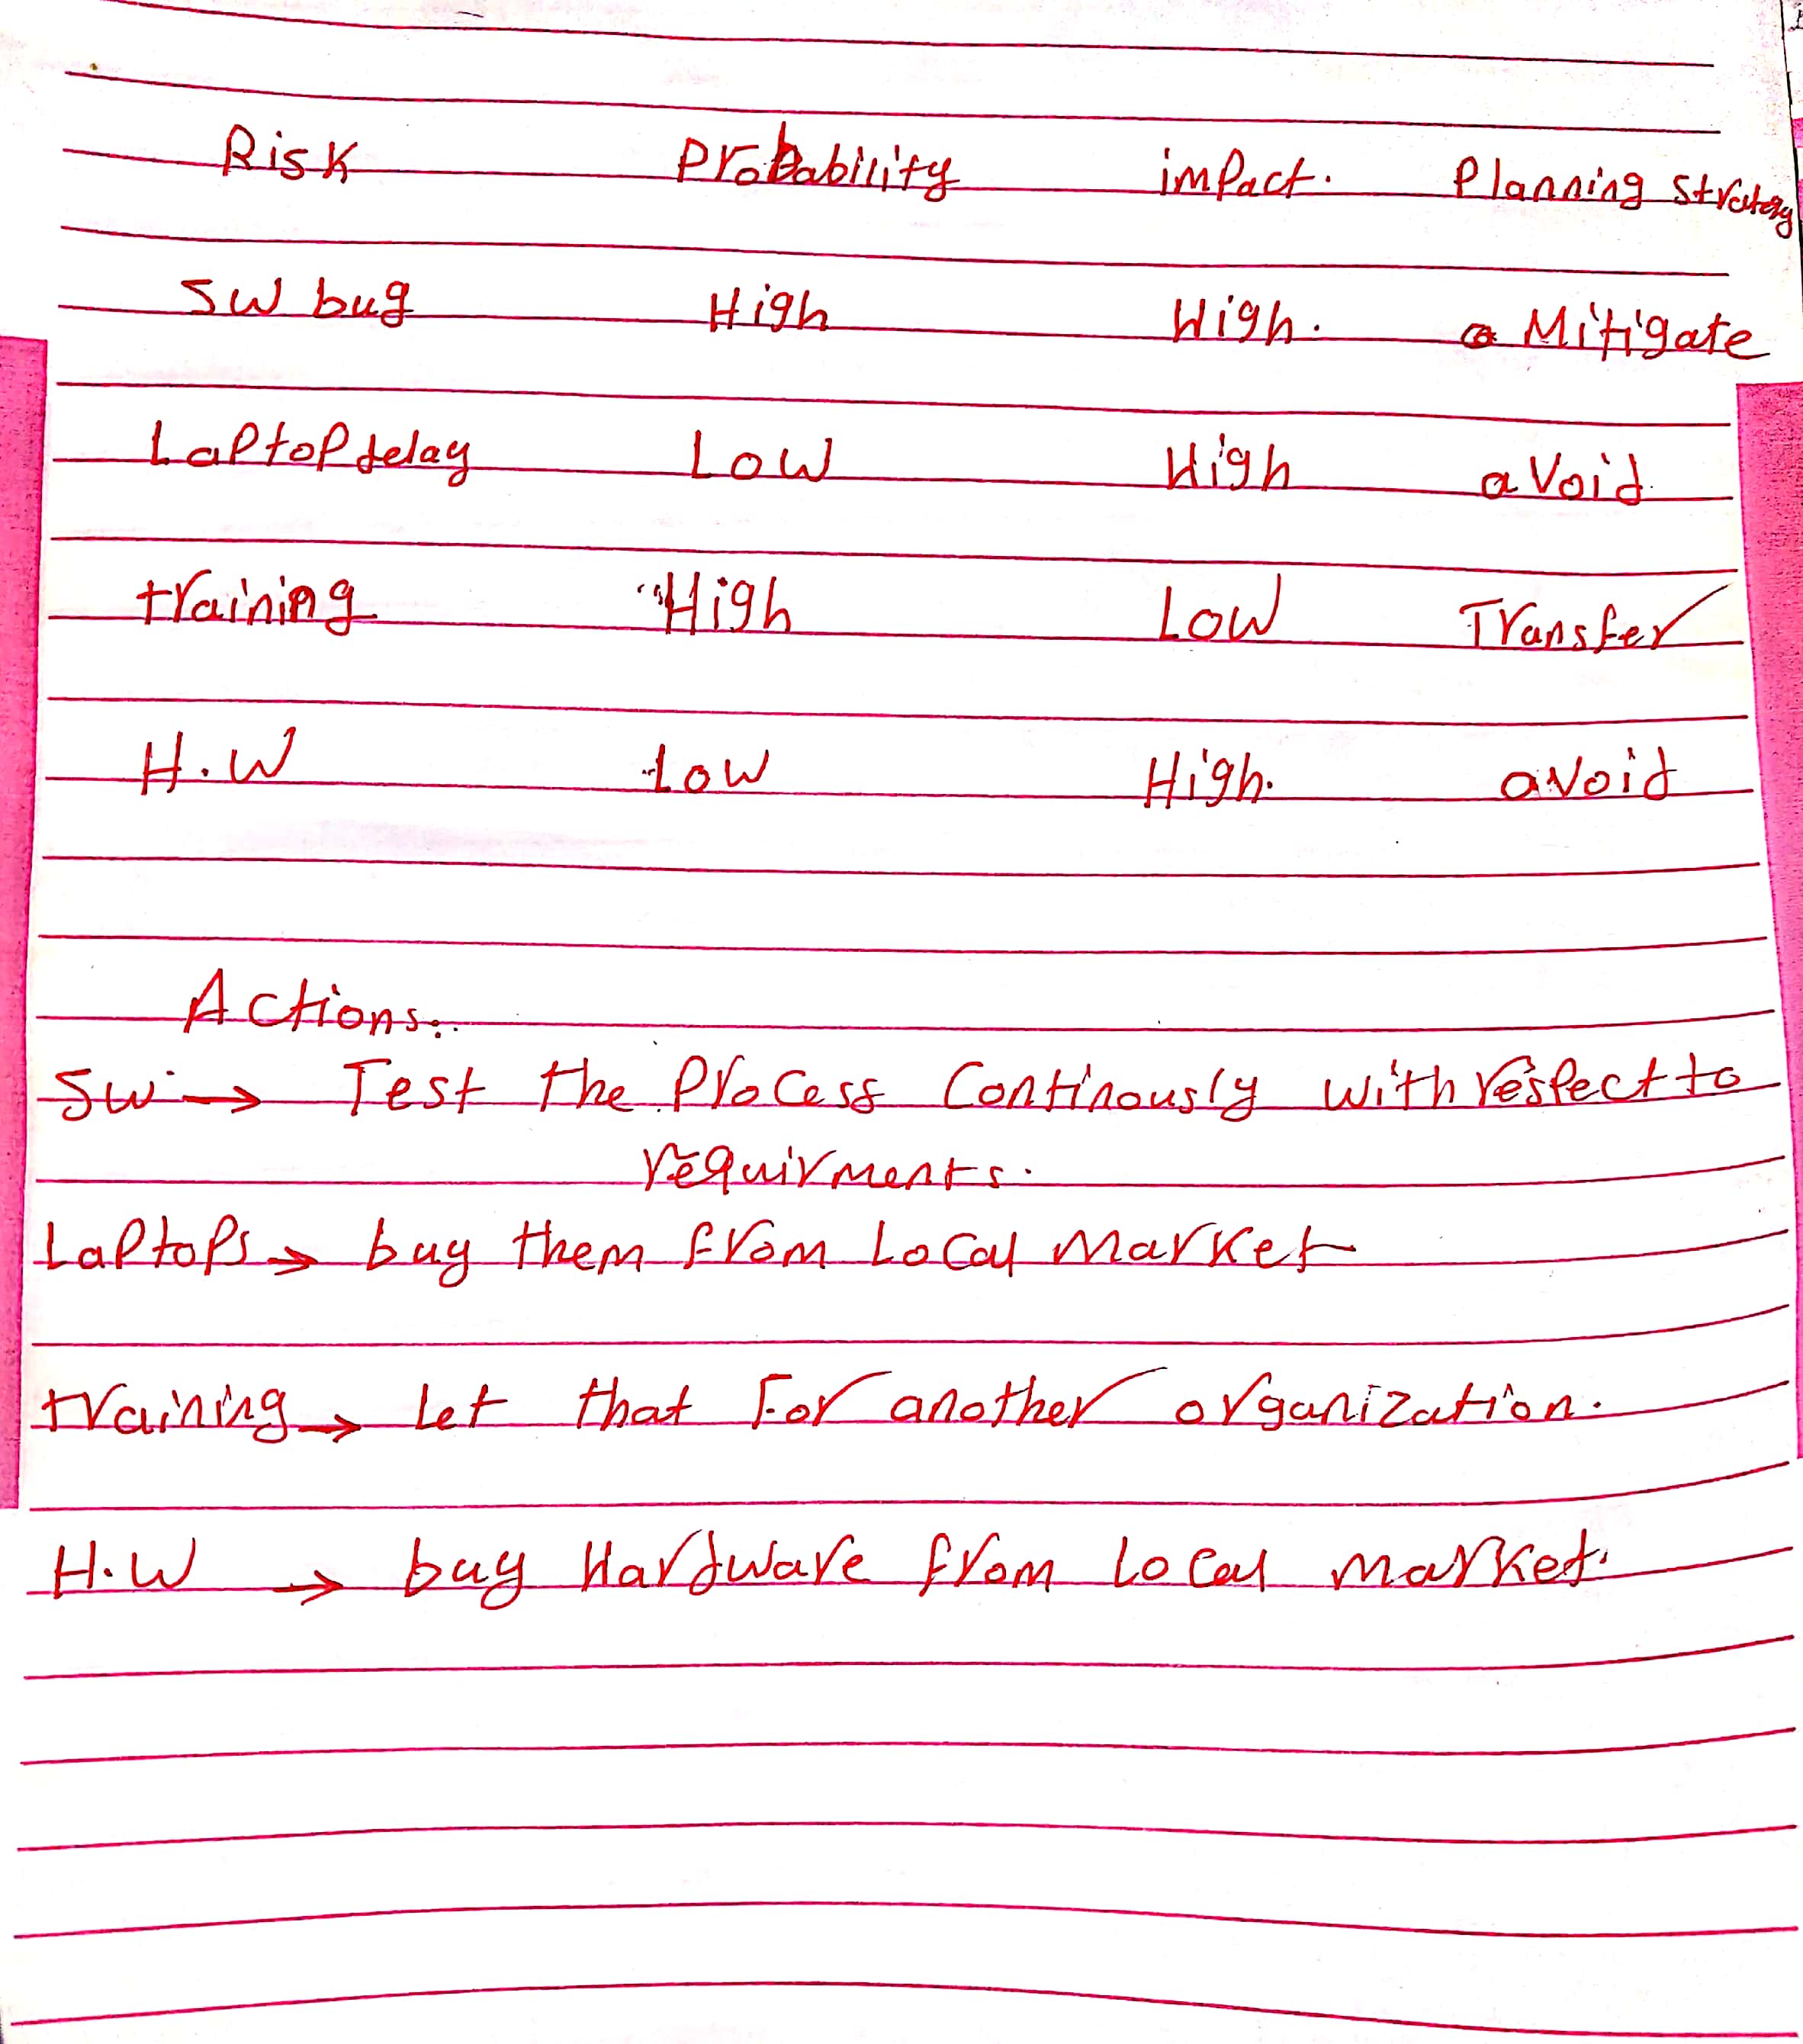 Risk Probability impact. Planning strategy
SW bug High High. Mitigate
Laptop delay Low High avoid
training High Low Transfer
H.W Low High. avoid
Actions:
SW → Test the Process Continously with respect to
requirments.
Laptops → buy them from Local market
training → Let that For another organization.
H.W → buy Hardware from Local market.